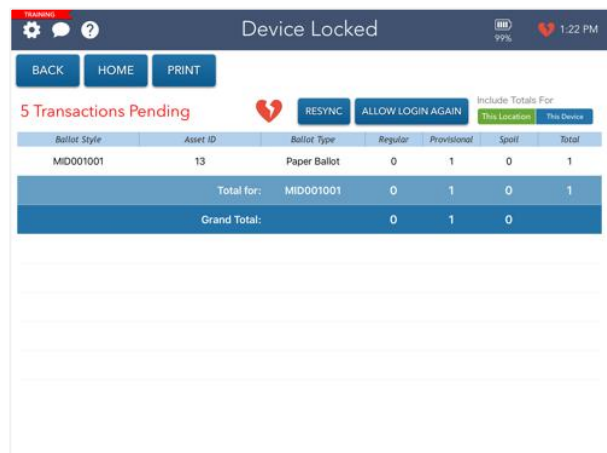 TRAINING
Device Locked
99%
1:22 PM
BACK HOME PRINT
5 Transactions Pending
RESYNC ALLOW LOGIN AGAIN
Include Totals For
This Location This Device
Ballot Style Asset ID Ballot Type Regular Provisional Spoil Total
MID001001 13 Paper Ballot 0 1 0 1
Total for: MID001001 0 1 0 1
Grand Total: 0 1 0